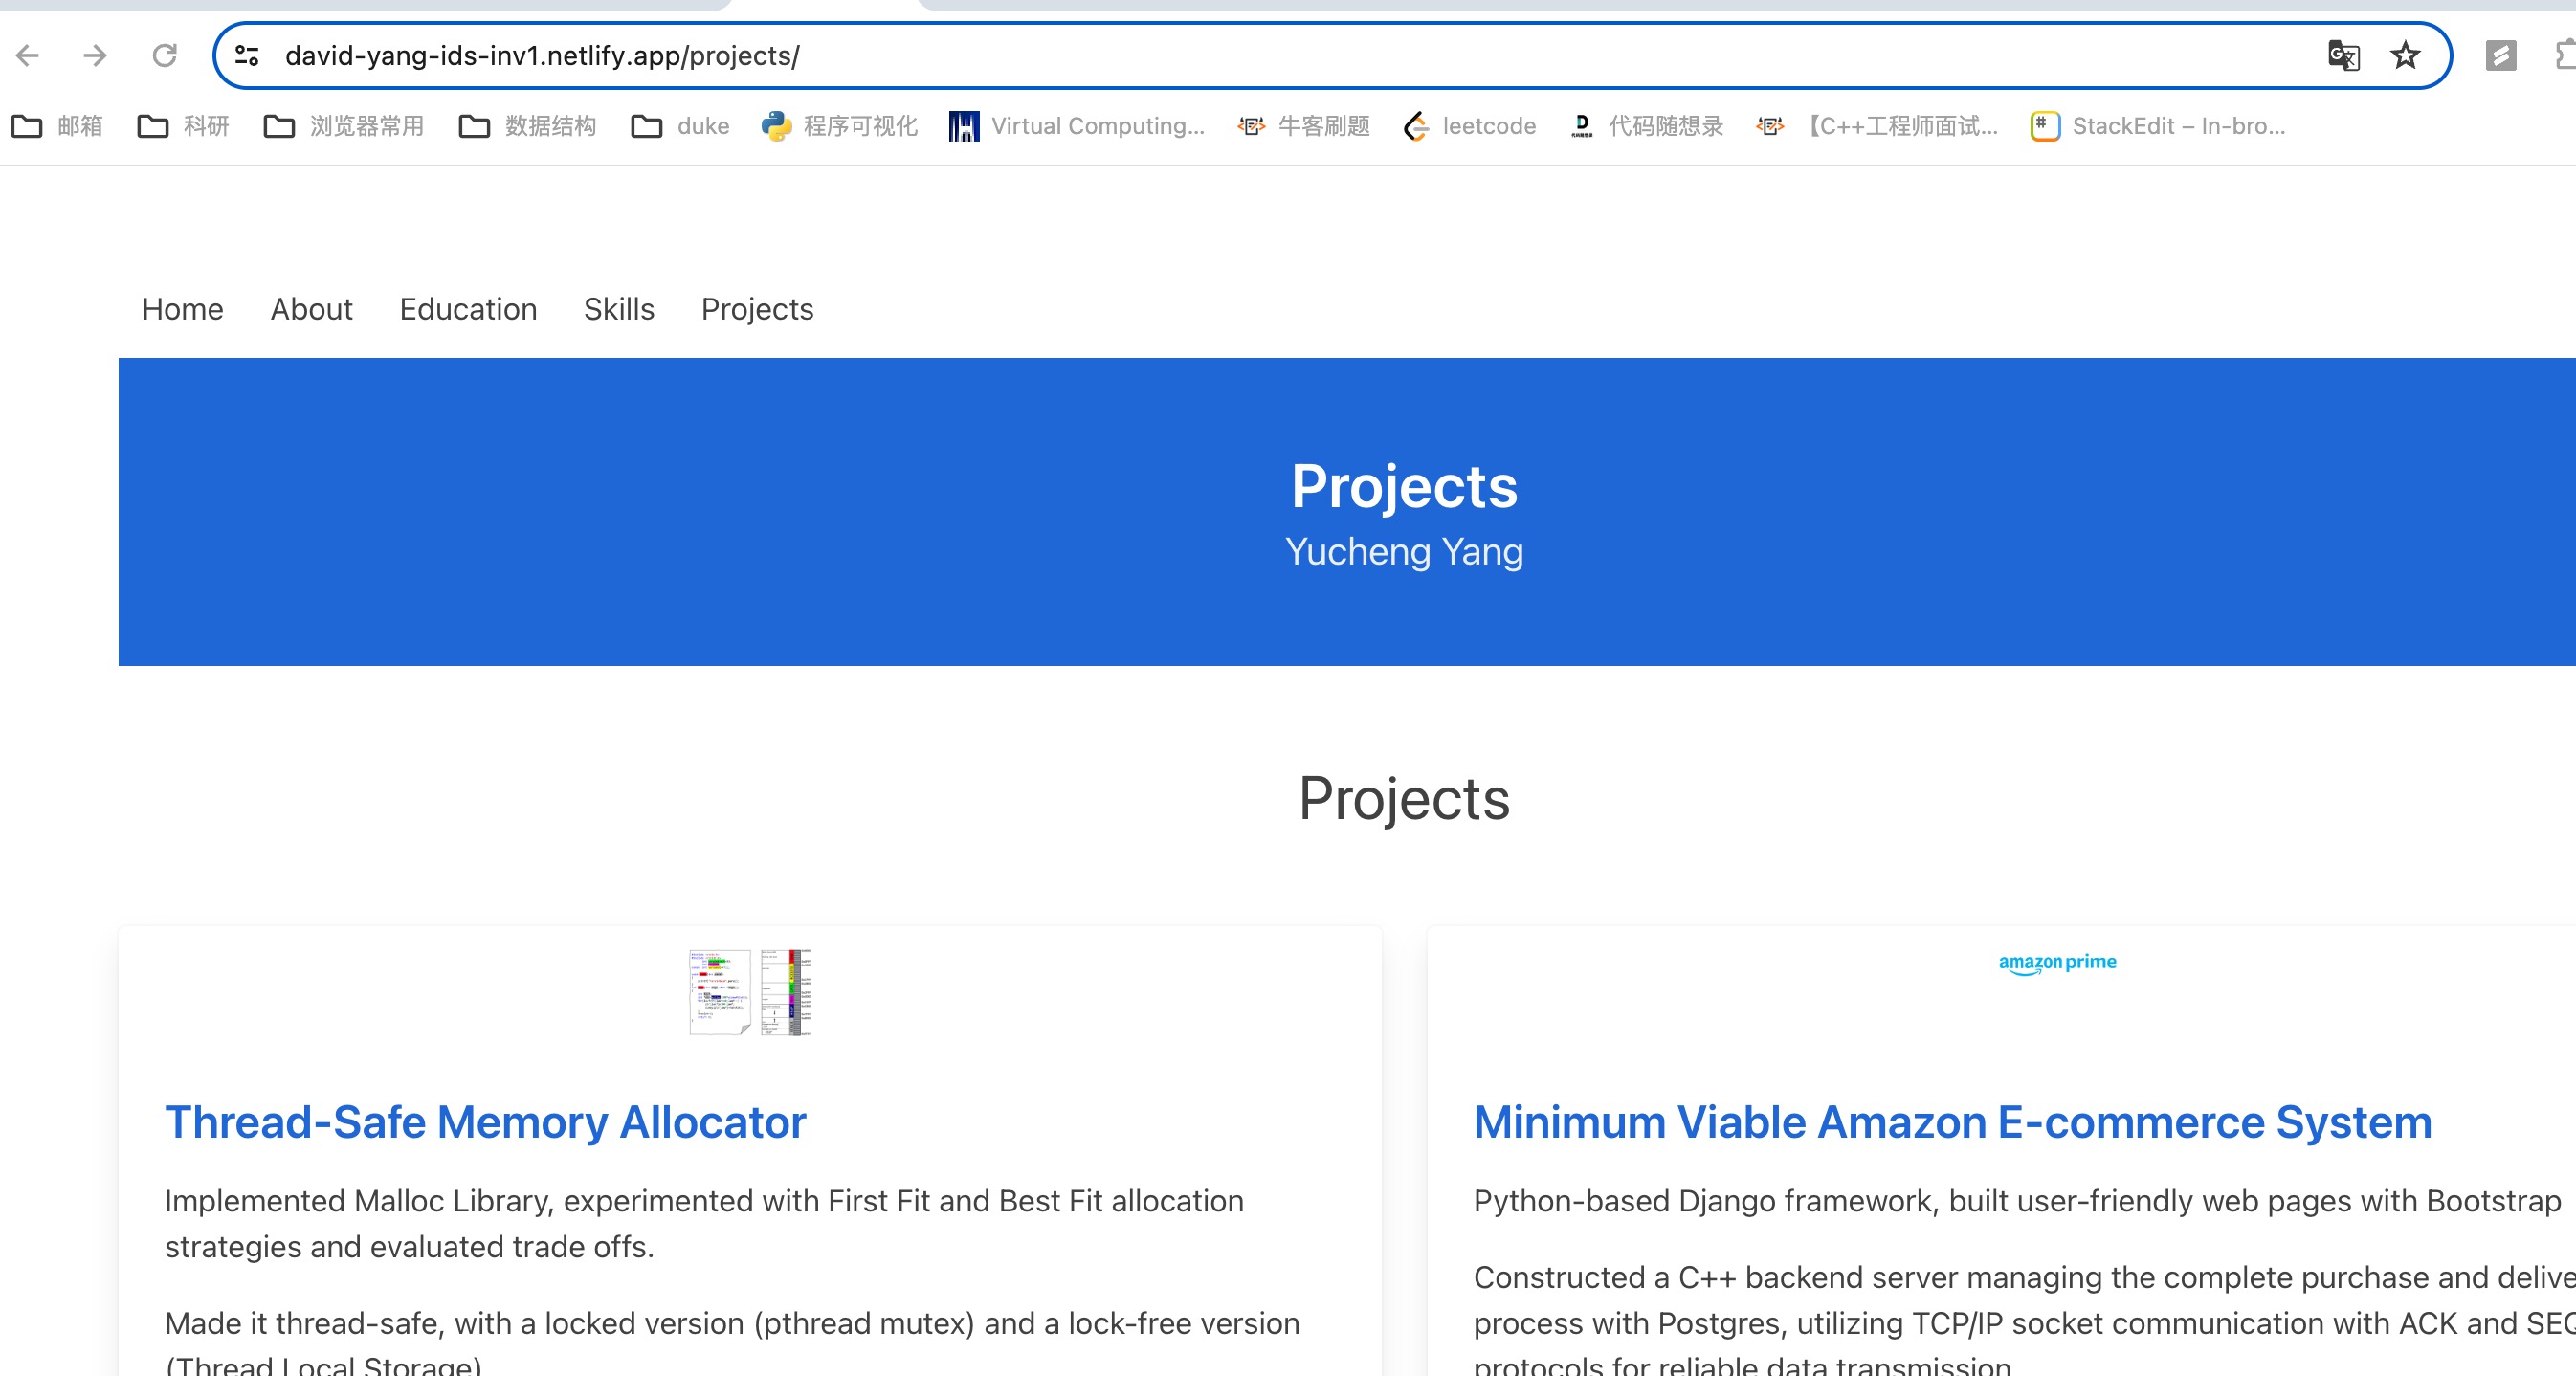 david-yang-ids-inv1.netlify.app/projects/
邮箱 科研 浏览器常用 数据结构 duke 程序可视化 Virtual Computing... 牛客刷题 leetcode 代码随想录 【C++工程师面试... StackEdit – In-bro...
Home About Education Skills Projects
Projects
Yucheng Yang
Projects
amazon prime
Thread-Safe Memory Allocator
Implemented Malloc Library, experimented with First Fit and Best Fit allocation
strategies and evaluated trade offs.
Made it thread-safe, with a locked version (pthread mutex) and a lock-free version
(Thread Local Storage)
Minimum Viable Amazon E-commerce System
Python-based Django framework, built user-friendly web pages with Bootstrap
Constructed a C++ backend server managing the complete purchase and delive
process with Postgres, utilizing TCP/IP socket communication with ACK and SEQ
protocols for reliable data transmission